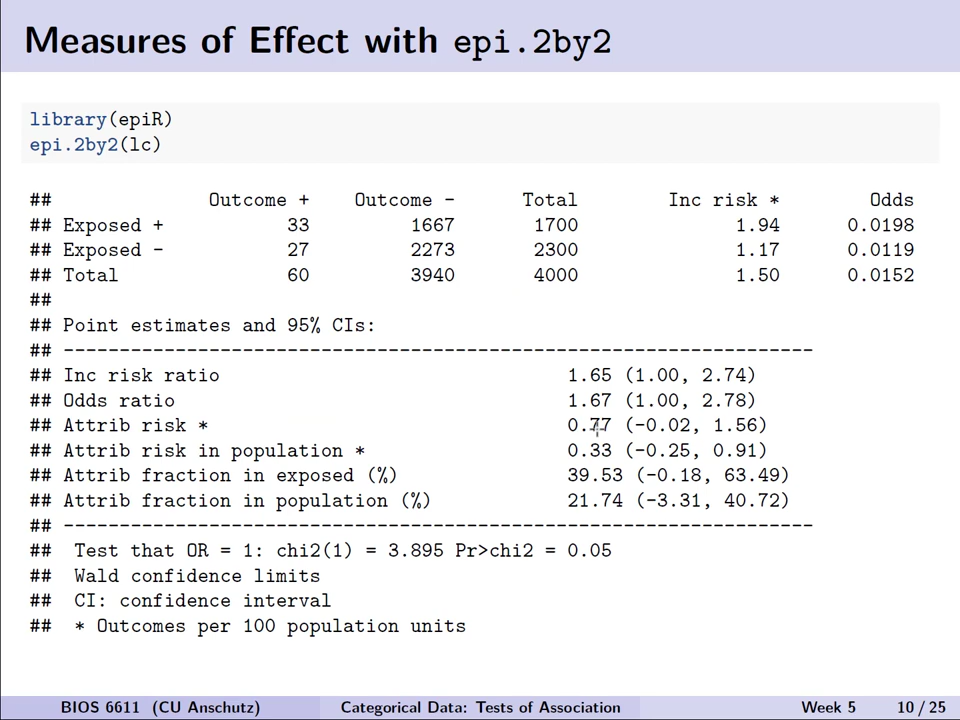 Measures of Effect with epi.2by2
library(epiR)
epi.2by2(lc)
## Outcome + Outcome - Total Inc risk * Odds
## Exposed + 33 1667 1700 1.94 0.0198
## Exposed - 27 2273 2300 1.17 0.0119
## Total 60 3940 4000 1.50 0.0152
##
## Point estimates and 95% CIs:
## -------------------------------------------------------------------
## Inc risk ratio 1.65 (1.00, 2.74)
## Odds ratio 1.67 (1.00, 2.78)
## Attrib risk * 0.77 (-0.02, 1.56)
## Attrib risk in population * 0.33 (-0.25, 0.91)
## Attrib fraction in exposed (%) 39.53 (-0.18, 63.49)
## Attrib fraction in population (%) 21.74 (-3.31, 40.72)
## -------------------------------------------------------------------
## Test that OR = 1: chi2(1) = 3.895 Pr>chi2 = 0.05
## Wald confidence limits
## CI: confidence interval
## * Outcomes per 100 population units
BIOS 6611 (CU Anschutz) Categorical Data: Tests of Association Week 5 10 / 25